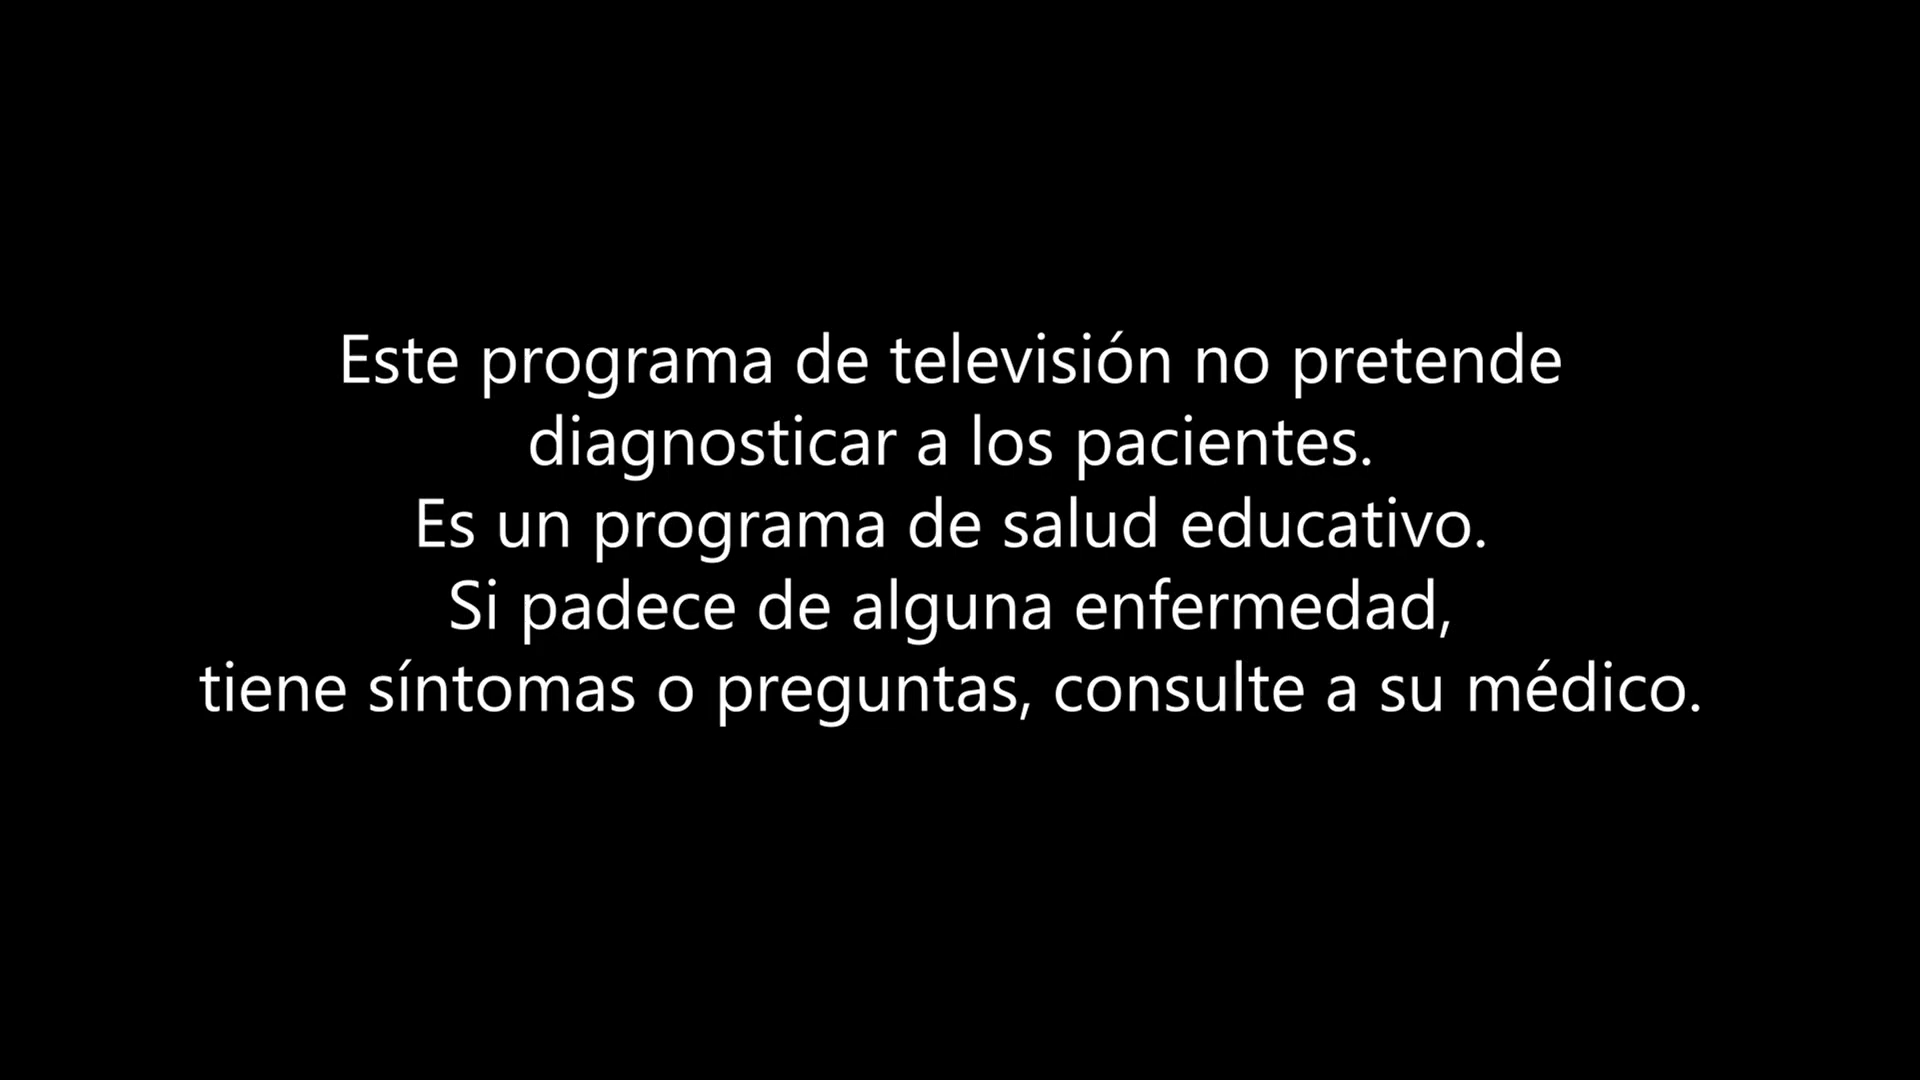 Este programa de televisión no pretende
diagnosticar a los pacientes.
Es un programa de salud educativo.
Si padece de alguna enfermedad,
tiene síntomas o preguntas, consulte a su médico.